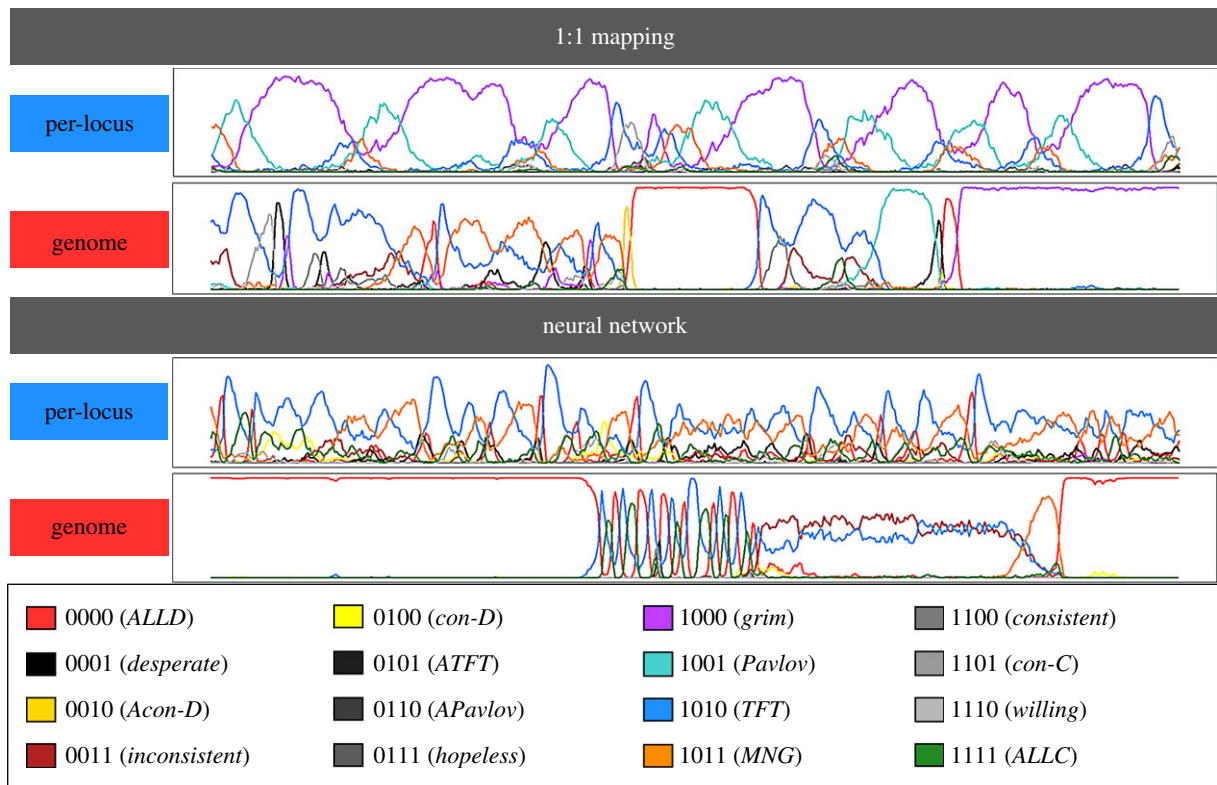 1:1 mapping
per-locus
genome
neural network
per-locus
genome
0000 (ALLD) 0100 (con-D) 1000 (grim) 1100 (consistent)
0001 (desperate) 0101 (ATFT) 1001 (Pavlov) 1101 (con-C)
0010 (Acon-D) 0110 (APavlov) 1010 (TFT) 1110 (willing)
0011 (inconsistent) 0111 (hopeless) 1011 (MNG) 1111 (ALLC)